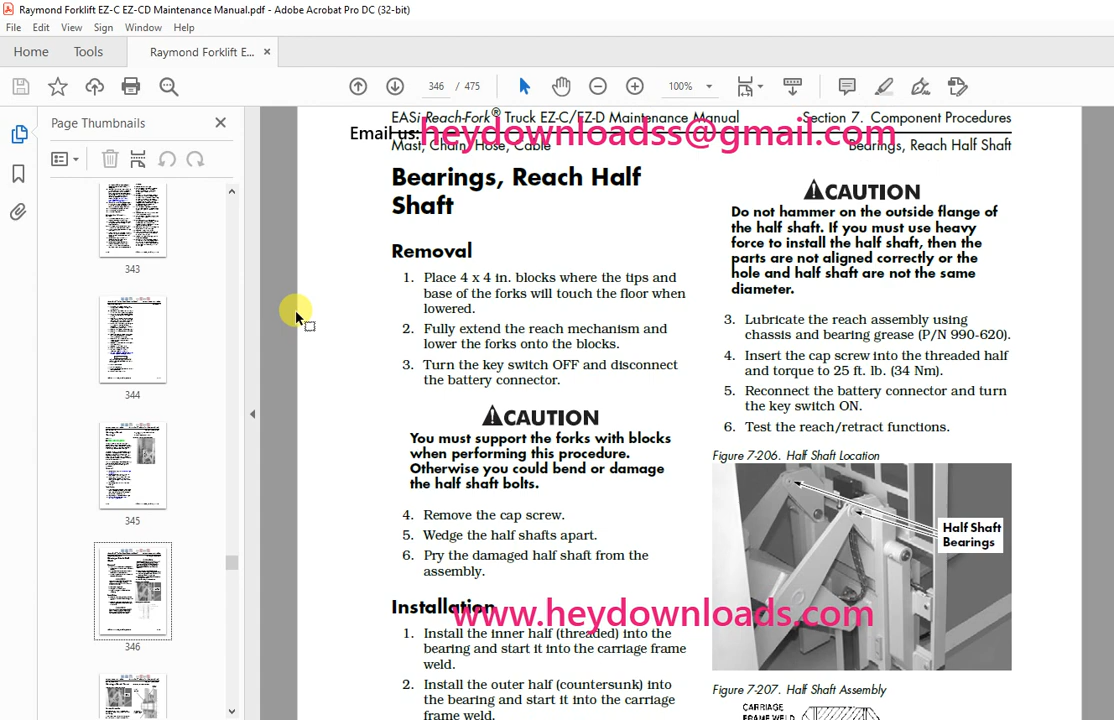 Raymond Forklift EZ-C EZ-CD Maintenance Manual.pdf - Adobe Acrobat Pro DC (32-bit)
File Edit View Sign Window Help
Home Tools Raymond Forklift E... ×
346 / 475 100%
Page Thumbnails
343
344
345
346
EASi Reach-Fork® Truck EZ-C/EZ-D Maintenance Manual Section 7. Component Procedures
Email us: heydownloadss@gmail.com
Mast, Chain, Hose, Cable Bearings, Reach Half Shaft
Bearings, Reach Half
Shaft
Removal
1. Place 4 x 4 in. blocks where the tips and
base of the forks will touch the floor when
lowered.
2. Fully extend the reach mechanism and
lower the forks onto the blocks.
3. Turn the key switch OFF and disconnect
the battery connector.
CAUTION
You must support the forks with blocks
when performing this procedure.
Otherwise you could bend or damage
the half shaft bolts.
4. Remove the cap screw.
5. Wedge the half shafts apart.
6. Pry the damaged half shaft from the
assembly.
Installation
1. Install the inner half (threaded) into the
bearing and start it into the carriage frame
weld.
2. Install the outer half (countersunk) into
the bearing and start it into the carriage
frame weld.
CAUTION
Do not hammer on the outside flange of
the half shaft. If you must use heavy
force to install the half shaft, then the
parts are not aligned correctly or the
hole and half shaft are not the same
diameter.
3. Lubricate the reach assembly using
chassis and bearing grease (P/N 990-620).
4. Insert the cap screw into the threaded half
and torque to 25 ft. lb. (34 Nm).
5. Reconnect the battery connector and turn
the key switch ON.
6. Test the reach/retract functions.
Figure 7-206. Half Shaft Location
Half Shaft
Bearings
www.heydownloads.com
Figure 7-207. Half Shaft Assembly
CARRIAGE
FRAME WELD